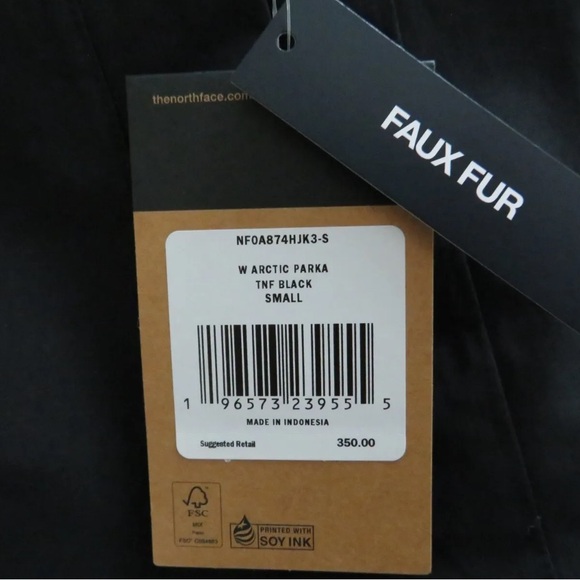 thenorthface.com
FAUX FUR
NF0A874HJK3-S
W ARCTIC PARKA
TNF BLACK
SMALL
1 96573 23955 5
MADE IN INDONESIA
Suggested Retail 350.00
FSC
MIX
PRINTED WITH
SOY INK